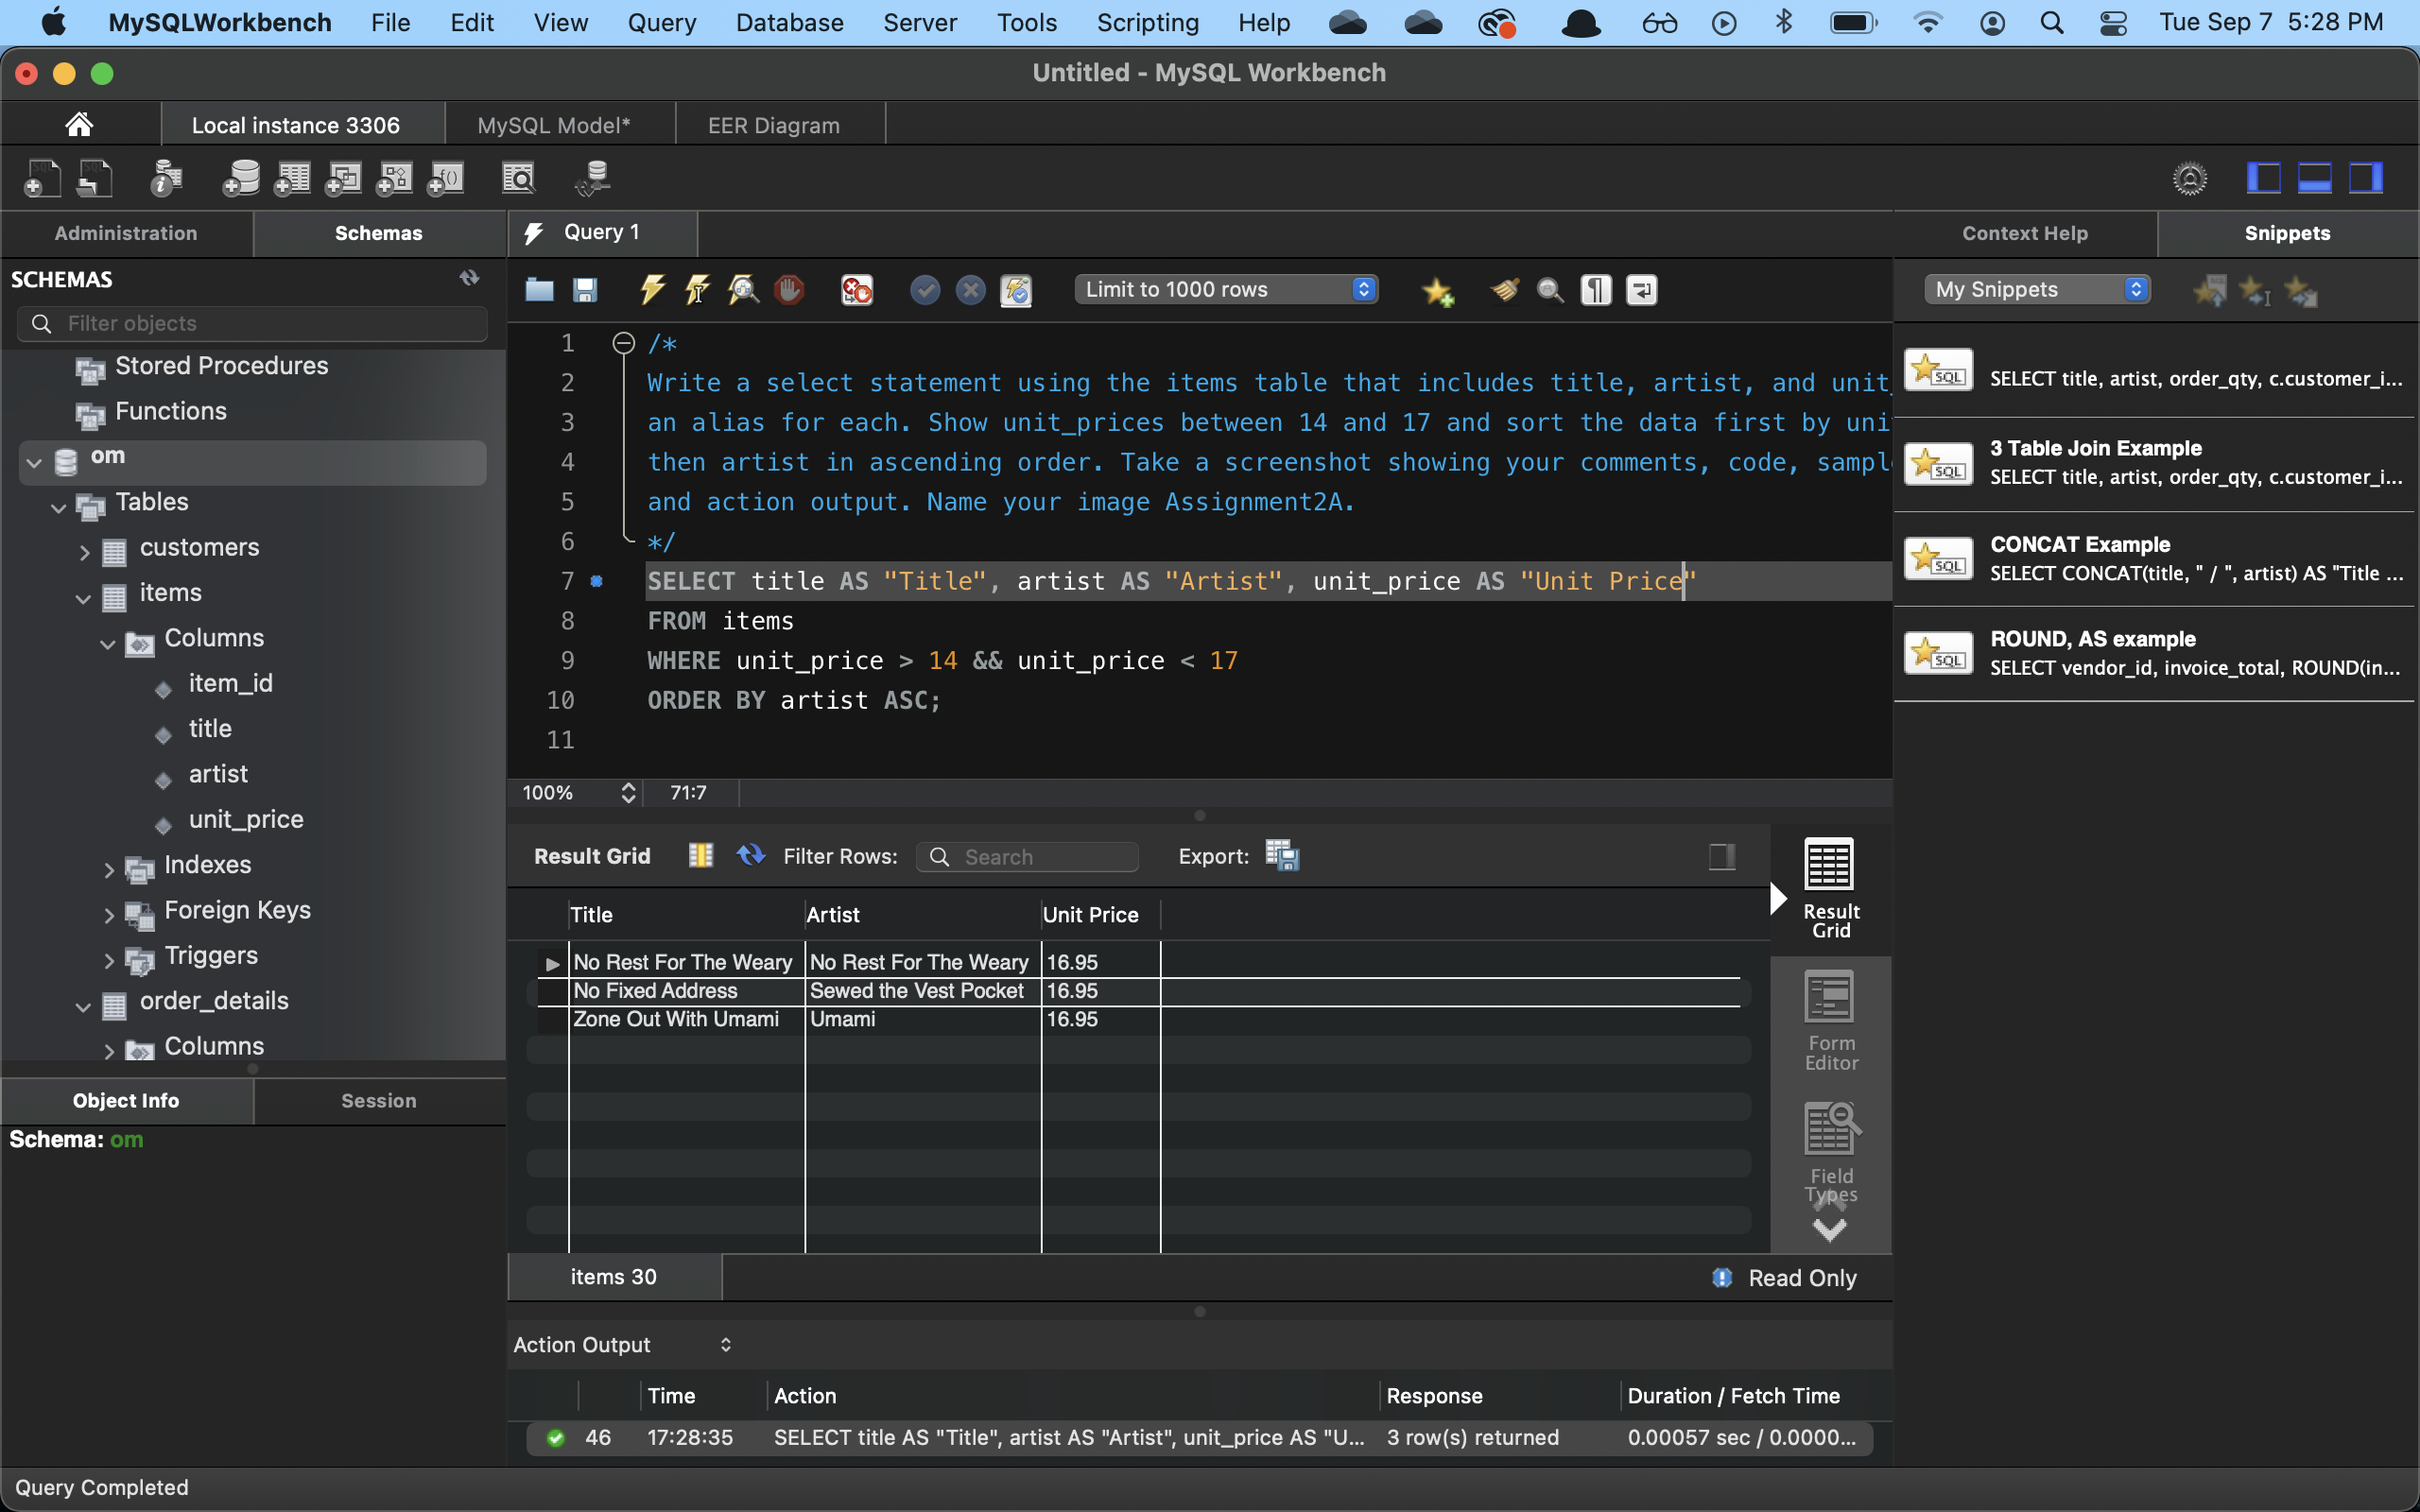 MySQLWorkbench File Edit View Query Database Server Tools Scripting Help Tue Sep 7 5:28 PM
Untitled - MySQL Workbench
Local instance 3306 MySQL Model* EER Diagram
Administration Schemas
Query 1
Context Help Snippets
SCHEMAS
Filter objects
Stored Procedures
Functions
om
Tables
customers
items
Columns
item_id
title
artist
unit_price
Indexes
Foreign Keys
Triggers
order_details
Columns
Object Info Session
Schema: om
Limit to 1000 rows
1 /*
2 Write a select statement using the items table that includes title, artist, and unit_
3 an alias for each. Show unit_prices between 14 and 17 and sort the data first by uni
4 then artist in ascending order. Take a screenshot showing your comments, code, sampl
5 and action output. Name your image Assignment2A.
6 */
7 SELECT title AS "Title", artist AS "Artist", unit_price AS "Unit Price"
8 FROM items
9 WHERE unit_price > 14 && unit_price < 17
10 ORDER BY artist ASC;
11
100% 71:7
Result Grid Filter Rows: Search Export:
Title Artist Unit Price
No Rest For The Weary No Rest For The Weary 16.95
No Fixed Address Sewed the Vest Pocket 16.95
Zone Out With Umami Umami 16.95
Result
Grid
Form
Editor
Field
Types
items 30 Read Only
Action Output
Time Action Response Duration / Fetch Time
46 17:28:35 SELECT title AS "Title", artist AS "Artist", unit_price AS "U... 3 row(s) returned 0.00057 sec / 0.0000...
My Snippets
SQL SELECT title, artist, order_qty, c.customer_i...
3 Table Join Example
SQL SELECT title, artist, order_qty, c.customer_i...
CONCAT Example
SQL SELECT CONCAT(title, " / ", artist) AS "Title ...
ROUND, AS example
SQL SELECT vendor_id, invoice_total, ROUND(in...
Query Completed